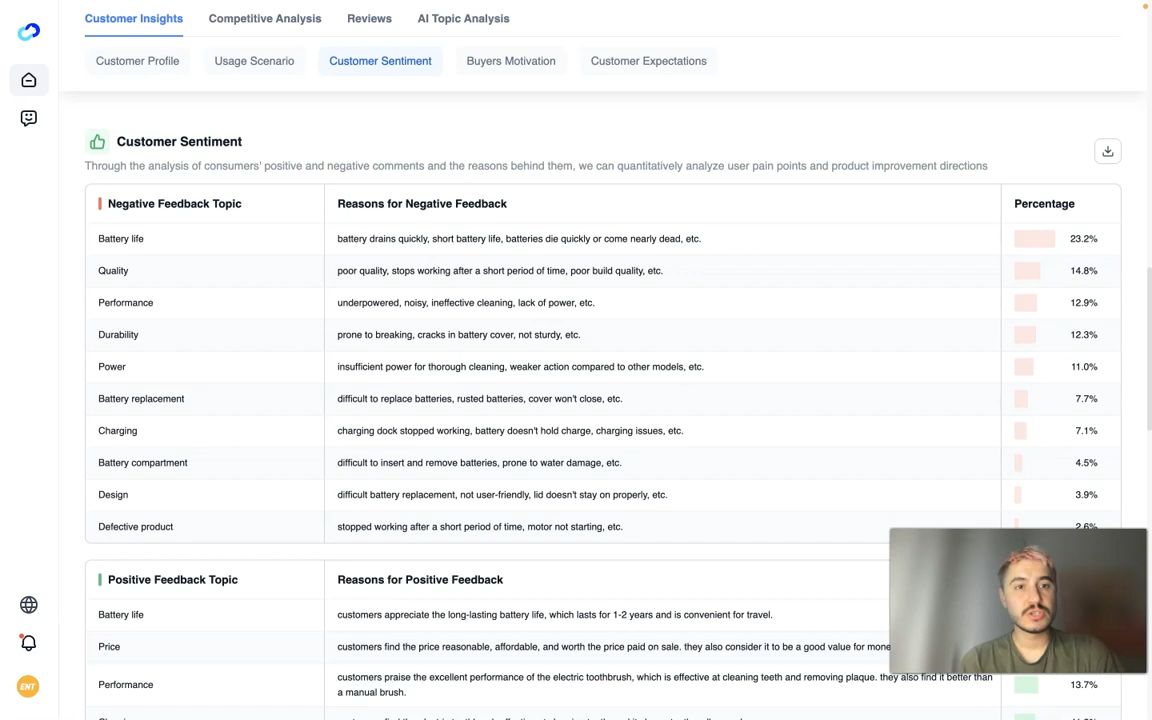 Customer Insights
Competitive Analysis
Reviews
AI Topic Analysis
Customer Profile
Usage Scenario
Customer Sentiment
Buyers Motivation
Customer Expectations
Customer Sentiment
Through the analysis of consumers' positive and negative comments and the reasons behind them, we can quantitatively analyze user pain points and product improvement directions
Negative Feedback Topic Reasons for Negative Feedback Percentage
Battery life battery drains quickly, short battery life, batteries die quickly or come nearly dead, etc. 23.2%
Quality poor quality, stops working after a short period of time, poor build quality, etc. 14.8%
Performance underpowered, noisy, ineffective cleaning, lack of power, etc. 12.9%
Durability prone to breaking, cracks in battery cover, not sturdy, etc. 12.3%
Power insufficient power for thorough cleaning, weaker action compared to other models, etc. 11.0%
Battery replacement difficult to replace batteries, rusted batteries, cover won't close, etc. 7.7%
Charging charging dock stopped working, battery doesn't hold charge, charging issues, etc. 7.1%
Battery compartment difficult to insert and remove batteries, prone to water damage, etc. 4.5%
Design difficult battery replacement, not user-friendly, lid doesn't stay on properly, etc. 3.9%
Defective product stopped working after a short period of time, motor not starting, etc. 2.6%
Positive Feedback Topic Reasons for Positive Feedback
Battery life customers appreciate the long-lasting battery life, which lasts for 1-2 years and is convenient for travel.
Price customers find the price reasonable, affordable, and worth the price paid on sale. they also consider it to be a good value for
Performance customers praise the excellent performance of the electric toothbrush, which is effective at cleaning teeth and removing plaque. they also find it better than
a manual brush. 13.7%
ENT